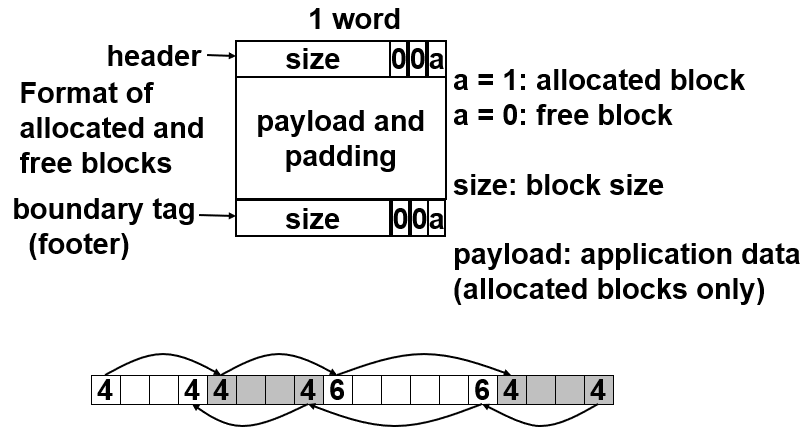 1 word
header
size
0
0
a
Format of
allocated and
free blocks
payload and
padding
a = 1: allocated block
a = 0: free block
size: block size
boundary tag
(footer)
size
0
0
a
payload: application data
(allocated blocks only)
4 4 4 4 6 6 4 4